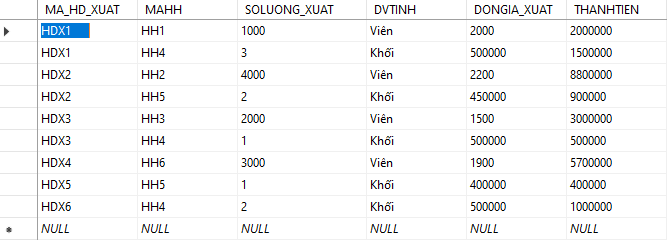 MA_HD_XUAT MAHH SOLUONG_XUAT DVTINH DONGIA_XUAT THANHTIEN
HDX1 HH1 1000 Viên 2000 2000000
HDX1 HH4 3 Khối 500000 1500000
HDX2 HH2 4000 Viên 2200 8800000
HDX2 HH5 2 Khối 450000 900000
HDX3 HH3 2000 Viên 1500 3000000
HDX3 HH4 1 Khối 500000 500000
HDX4 HH6 3000 Viên 1900 5700000
HDX5 HH5 1 Khối 400000 400000
HDX6 HH4 2 Khối 500000 1000000
NULL NULL NULL NULL NULL NULL